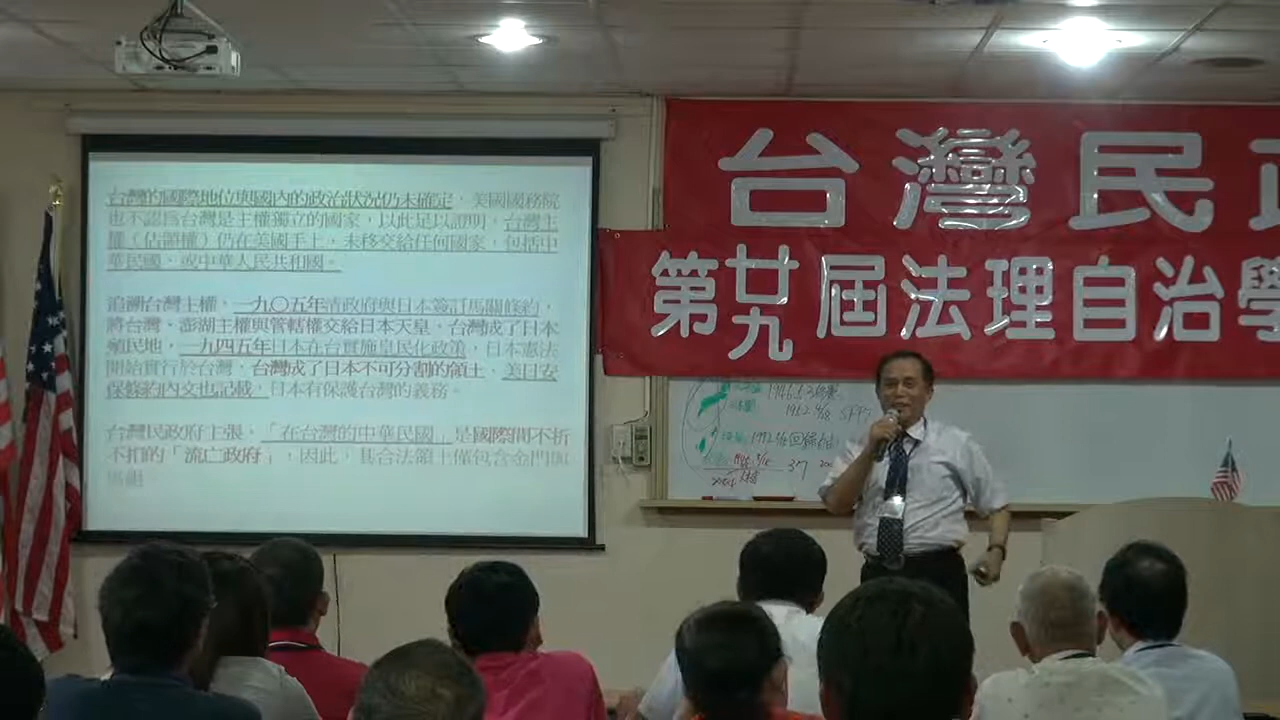 台灣的國際地位與國內的政治狀況仍未確定，美國國務院
也不認為台灣是主權獨立的國家，以此足以證明，台灣主
權（佔領權）仍在美國手上，未移交給任何國家，包括中
華民國，或中華人民共和國。
追溯台灣主權，一九〇五年清政府與日本簽訂馬關條約，
將台灣、澎湖主權與管轄權交給日本天皇，台灣成了日本
殖民地，一九四五年日本在台實施皇民化政策，日本憲法
開始實行於台灣，台灣成了日本不可分割的領土，美日安
保條約內文也記載，日本有保護台灣的義務。
台灣民政府主張，「在台灣的中華民國」是國際間不折
不扣的「流亡政府」，因此，其合法領土僅包含金門與
馬祖。
台灣民政
第廿九屆法理自治學
1952 4/28 SFPT